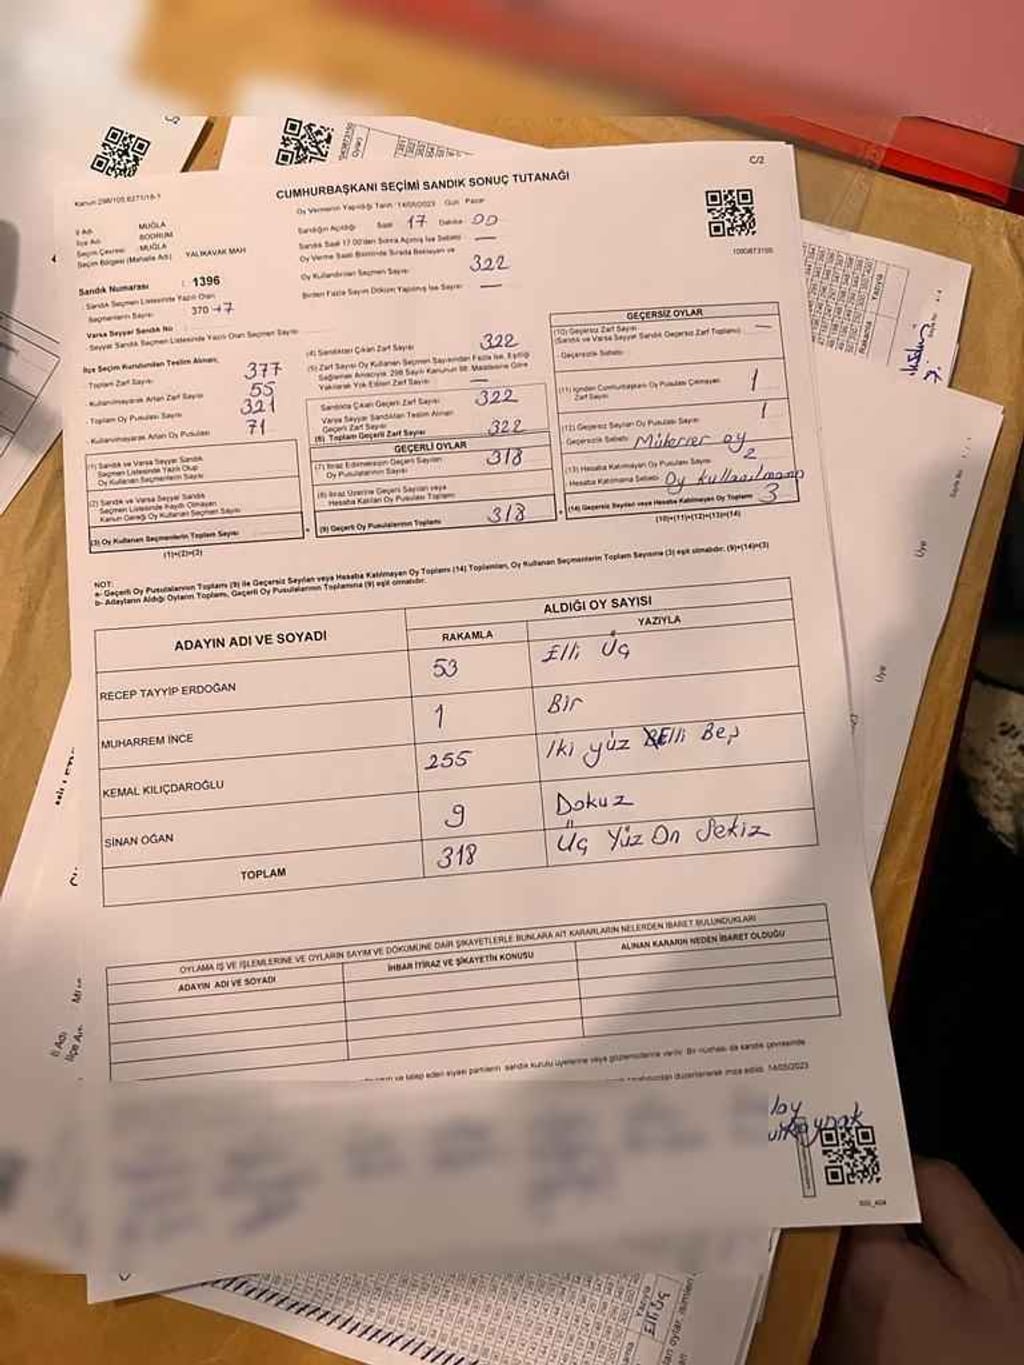 C/2
Kanun 298/105,6271/16-1
CUMHURBAŞKANI SEÇİMİ SANDIK SONUÇ TUTANAĞI
Oy Vermenin Yapıldığı Tarih : 14/05/2023 Gün : Pazar
İl Adı : MUĞLA
İlçe Adı : BODRUM
Seçim Çevresi : MUĞLA
Seçim Bölgesi (Mahalle Adı) : YALIKAVAK MAH
Sandık Numarası : 1396
Sandık Seçmen Listesinde Yazılı Olan
Seçmenlerin Sayısı : 370 +7
Varsa Seyyar Sandık No
Seyyar Sandık Seçmen Listesinde Yazılı Olan Seçmen Sayısı
Sandığın Açıldığı Saat 17 Dakika 00
Sandık Saat 17.00'den Sonra Açılmış İse Sebebi —
Oy Verme Saati Bitiminde Sırada Bekleyen ve
Oy Kullandırılan Seçmen Sayısı 322
Birden Fazla Sayım Dökümü Yapılmış İse Sayısı —
1000873100
İlçe Seçim Kurulundan Teslim Alınan;
Toplam Zarf Sayısı 377
Kullanılmayarak Artan Zarf Sayısı 55
Toplam Oy Pusulası Sayısı 321
Kullanılmayarak Artan Oy Pusulası 71
(1) Sandık ve Varsa Seyyar Sandık
Seçmen Listesinde Yazılı Olup
Oy Kullanan Seçmenlerin Sayısı
(2) Sandık ve Varsa Seyyar Sandık
Seçmen Listesinde Kaydı Olmayan
Kanun Gereği Oy Kullanan Seçmen Sayısı
(3) Oy Kullanan Seçmenlerin Toplam Sayısı
(1)+(2)=(3)
(4) Sandıktan Çıkan Zarf Sayısı 322
(5) Zarf Sayısı Oy Kullanan Seçmen Sayısından Fazla İse, Eşitliği
Sağlamak Amacıyla, 298 Sayılı Kanunun 98. Maddesine Göre
Yakılarak Yok Edilen Zarf Sayısı —
Sandıkta Çıkan Geçerli Zarf Sayısı 322
Varsa Seyyar Sandıktan Teslim Alınan
Geçerli Zarf Sayısı
(6) Toplam Geçerli Zarf Sayısı 322
GEÇERLİ OYLAR
(7) İtiraz Edilmeksizin Geçerli Sayılan
Oy Pusulalarının Sayısı 318
(8) İtiraz Üzerine Geçerli Sayılan veya
Hesaba Katılan Oy Pusulası Toplamı
(9) Geçerli Oy Pusulalarının Toplamı 318
GEÇERSİZ OYLAR
(10) Geçersiz Zarf Sayısı
(Sandık ve Varsa Seyyar Sandık Geçersiz Zarf Toplamı) —
Geçersizlik Sebebi
(11) İçinden Cumhurbaşkanı Oy Pusulası Çıkmayan
Zarf Sayısı 1
(12) Geçersiz Sayılan Oy Pusulası Sayısı 1
Geçersizlik Sebebi Mükerrer oy
(13) Hesaba Katılmayan Oy Pusulası Sayısı 2
Hesaba Katılmama Sebebi Oy kullanılmamış
(14) Geçersiz Sayılan veya Hesaba Katılmayan Oy Toplamı 3
(10)+(11)+(12)+(13)=(14)
NOT:
a- Geçerli Oy Pusulalarının Toplamı (9) ile Geçersiz Sayılan veya Hesaba Katılmayan Oy Toplamı (14) Toplamları, Oy Kullanan Seçmenlerin Toplam Sayısına (3) eşit olmalıdır. (9)+(14)=(3)
b- Adayların Aldığı Oyların Toplamı, Geçerli Oy Pusulalarının Toplamına (9) eşit olmalıdır.
ADAYIN ADI VE SOYADI
ALDIĞI OY SAYISI
RAKAMLA YAZIYLA
RECEP TAYYİP ERDOĞAN 53 Elli Üç
MUHARREM İNCE 1 Bir
KEMAL KILIÇDAROĞLU 255 İki yüz Elli Beş
SİNAN OĞAN 9 Dokuz
TOPLAM 318 Üç Yüz On Sekiz
OYLAMA İŞ VE İŞLEMLERİNE VE OYLARIN SAYIM VE DÖKÜMÜNE DAİR ŞİKAYETLERLE BUNLARA AİT KARARLARIN NELERDEN İBARET BULUNDUKLARI
ADAYIN ADI VE SOYADI İHBAR İTİRAZ VE ŞİKAYETİN KONUSU ALINAN KARARIN NEDEN İBARET OLDUĞU
ve talep eden siyasi partilerin sandık kurulu üyelerine veya gözlemcilerine verilir. Bir nüshası da sandık çevresinde
düzenlenerek imza edildi. 14/05/2023
Üye
Üye
İl Adı
İlçe Adı